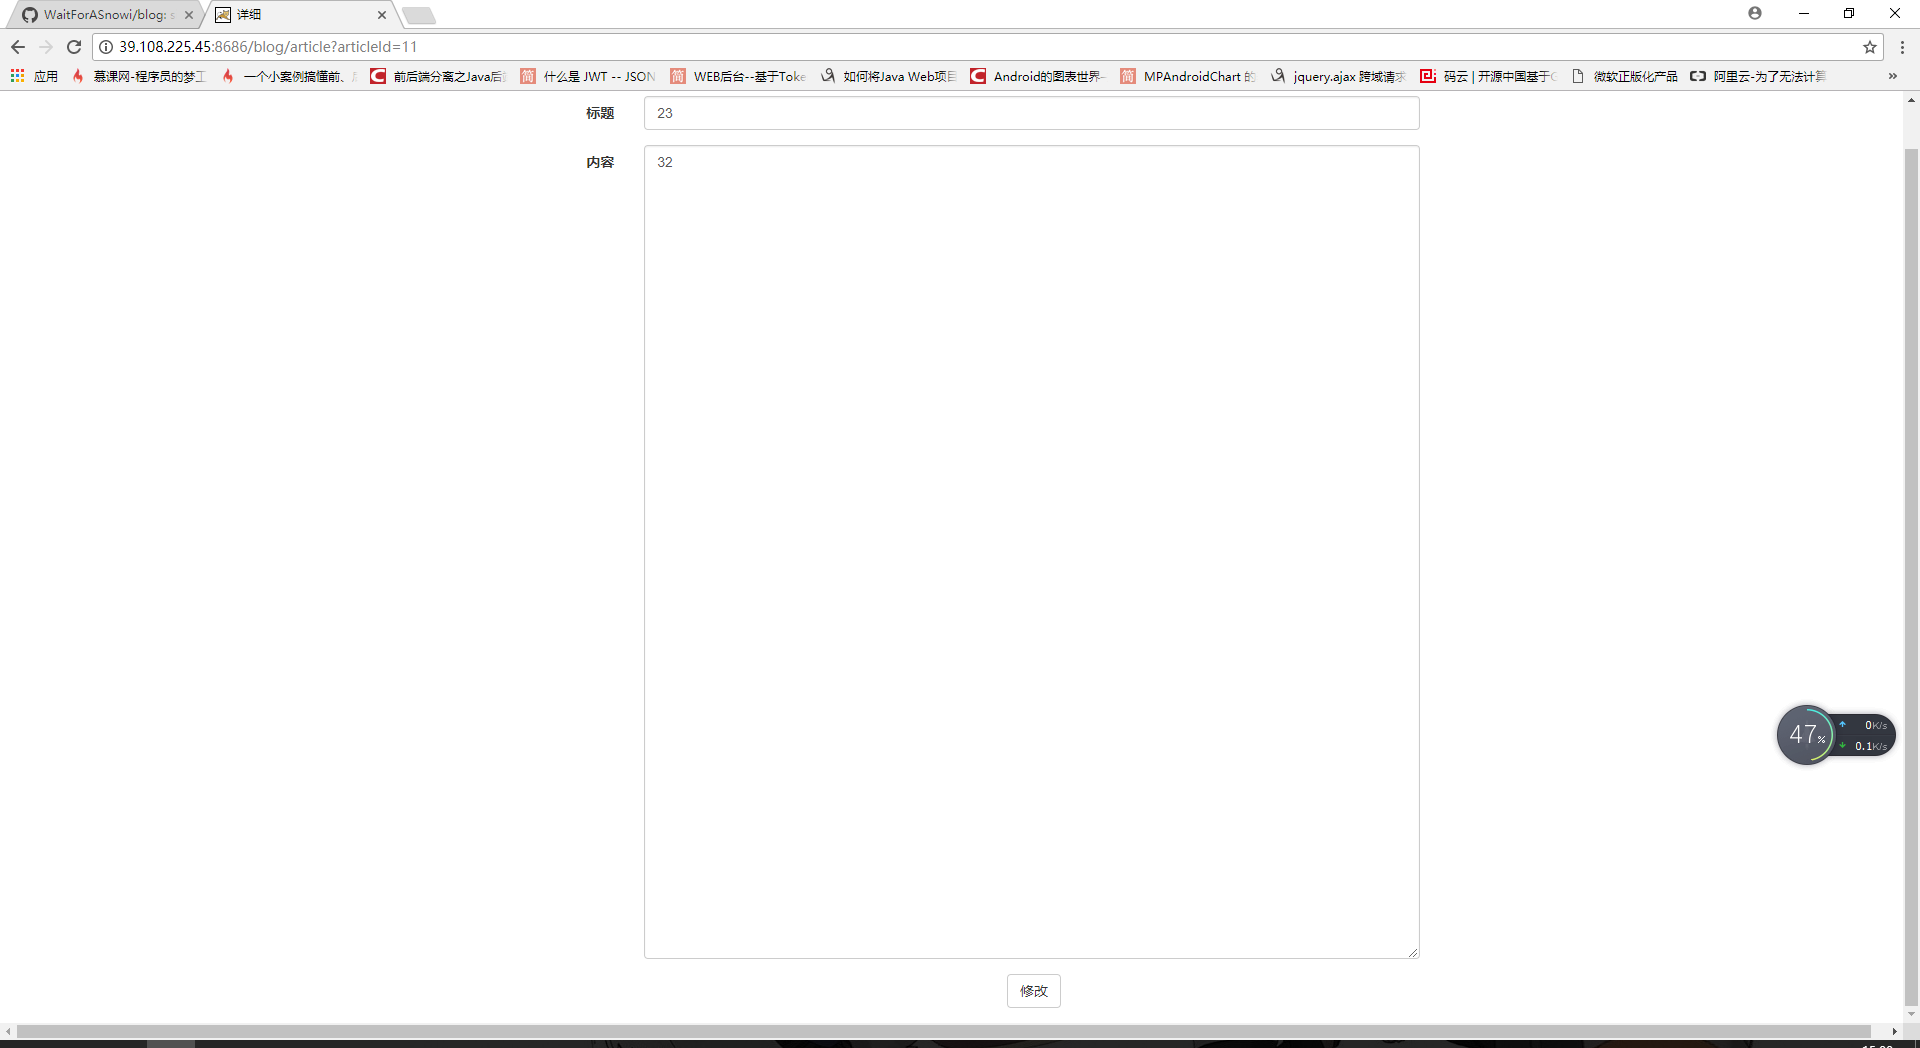 WaitForASnowi/blog: s
详细
39.108.225.45:8686/blog/article?articleId=11
应用
慕课网-程序员的梦工
一个小案例搞懂前、
前后端分离之Java后
什么是 JWT -- JSON
WEB后台--基于Toke
如何将Java Web项目
Android的图表世界-
MPAndroidChart 的
jquery.ajax 跨域请求
码云 | 开源中国基于
微软正版化产品
阿里云-为了无法计算
»
标题
23
内容
32
47%
0K/s
0.1K/s
修改